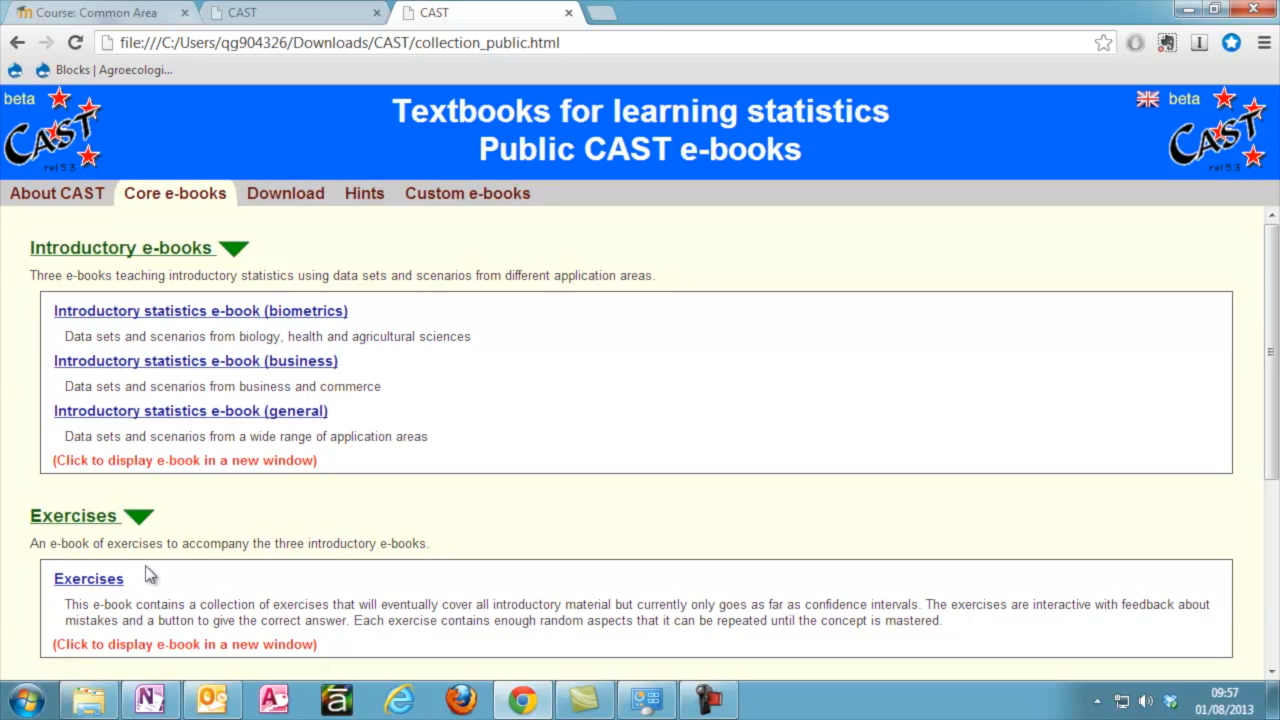 Course: Common Area
CAST
CAST
file:///C:/Users/qg904326/Downloads/CAST/collection_public.html
Blocks | Agroecologi...
beta
CAST
rel 5.3
Textbooks for learning statistics
Public CAST e-books
beta
CAST
rel 5.3
About CAST Core e-books Download Hints Custom e-books
Introductory e-books
Three e-books teaching introductory statistics using data sets and scenarios from different application areas.
Introductory statistics e-book (biometrics)
Data sets and scenarios from biology, health and agricultural sciences
Introductory statistics e-book (business)
Data sets and scenarios from business and commerce
Introductory statistics e-book (general)
Data sets and scenarios from a wide range of application areas
(Click to display e-book in a new window)
Exercises
An e-book of exercises to accompany the three introductory e-books.
Exercises
This e-book contains a collection of exercises that will eventually cover all introductory material but currently only goes as far as confidence intervals. The exercises are interactive with feedback about
mistakes and a button to give the correct answer. Each exercise contains enough random aspects that it can be repeated until the concept is mastered.
(Click to display e-book in a new window)
09:57
01/08/2013